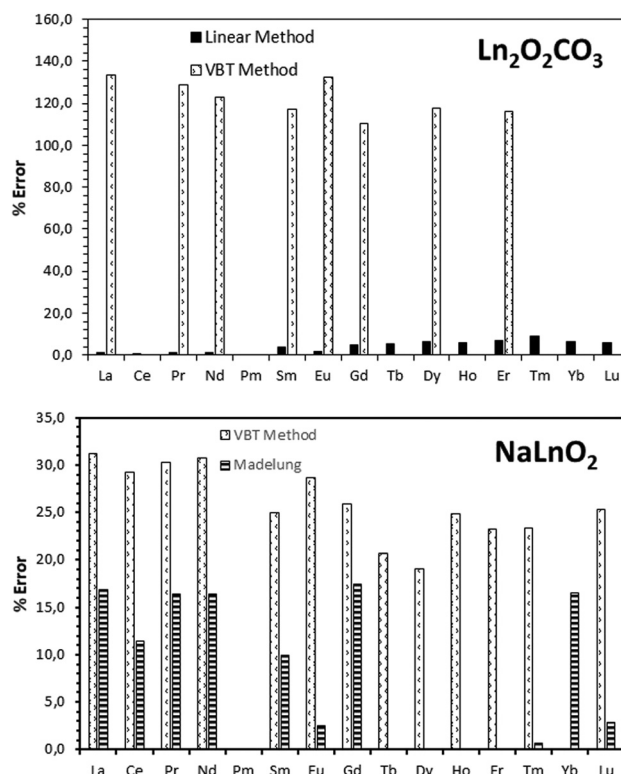 160,0
140,0
120,0
100,0
80,0
60,0
40,0
20,0
0,0
% Error
Linear Method
VBT Method
Ln₂O₂CO₃
La Ce Pr Nd Pm Sm Eu Gd Tb Dy Ho Er Tm Yb Lu
35,0
30,0
25,0
20,0
15,0
10,0
5,0
0,0
% Error
VBT Method
Madelung
NaLnO₂
La Ce Pr Nd Pm Sm Eu Gd Tb Dy Ho Er Tm Yb Lu